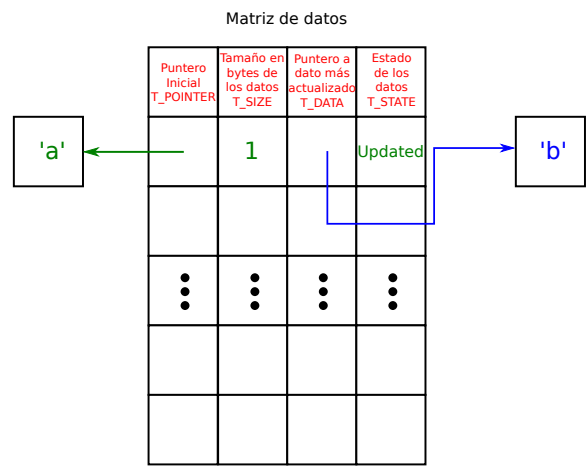 Matriz de datos
Puntero
Inicial
T_POINTER
Tamaño en
bytes de
los datos
T_SIZE
Puntero a
dato más
actualizado
T_DATA
Estado
de los
datos
T_STATE
'a'
1
Updated
'b'